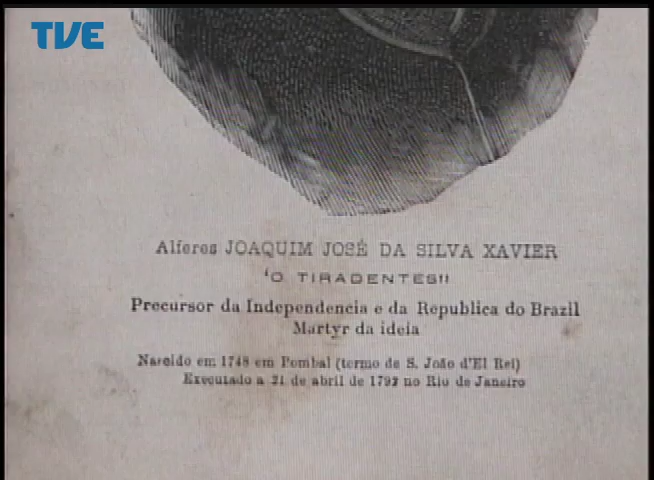 TVE
Alferes JOAQUIM JOSÉ DA SILVA XAVIER
"O TIRADENTES"
Precursor da Independencia e da Republica do Brazil
Martyr da ideia
Nascido em 1748 em Pombal (termo de S. João d'El Rei)
Executado a 21 de abril de 1792 no Rio de Janeiro